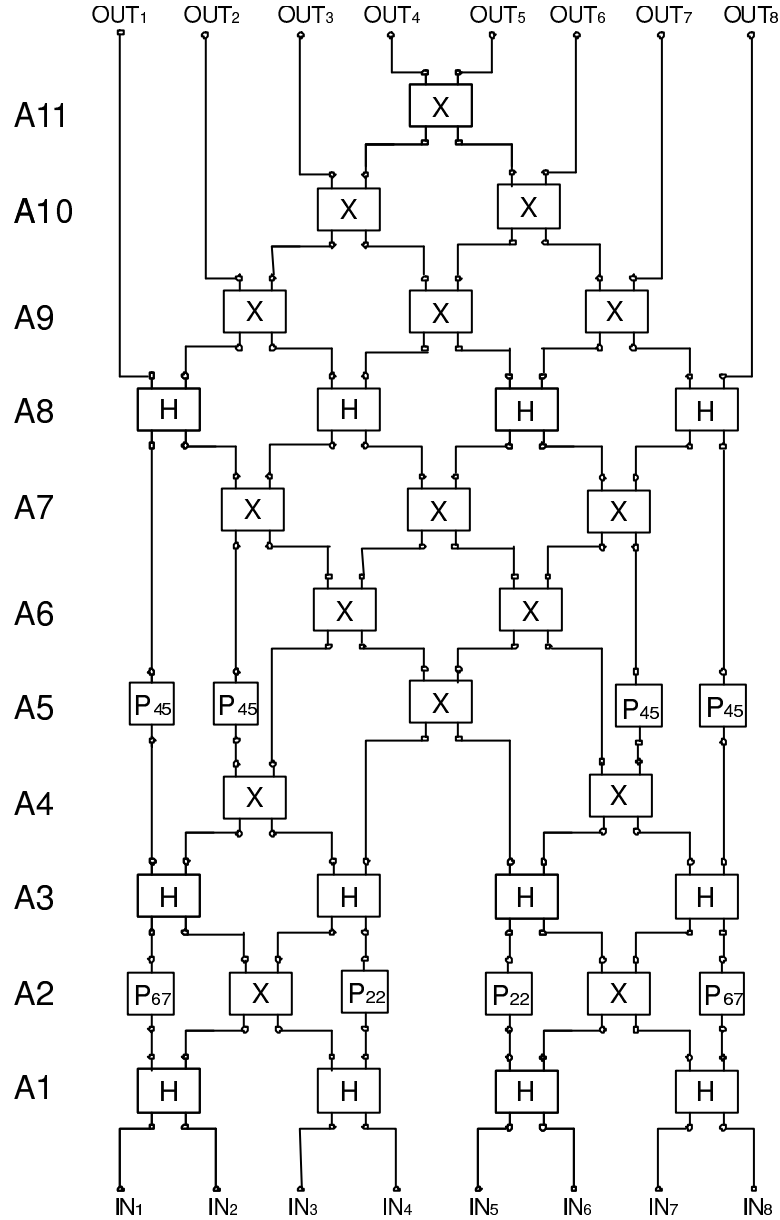 OUT1 OUT2 OUT3 OUT4 OUT5 OUT6 OUT7 OUT8
A11 X
A10 X X
A9 X X X
A8 H H H H
A7 X X X
A6 X X
A5 P45 P45 X P45 P45
A4 X X
A3 H H H H
A2 P67 X P22 P22 X P67
A1 H H H H
IN1 IN2 IN3 IN4 IN5 IN6 IN7 IN8